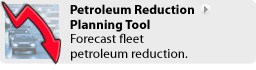 Petroleum Reduction
Planning Tool
Forecast fleet
petroleum reduction.